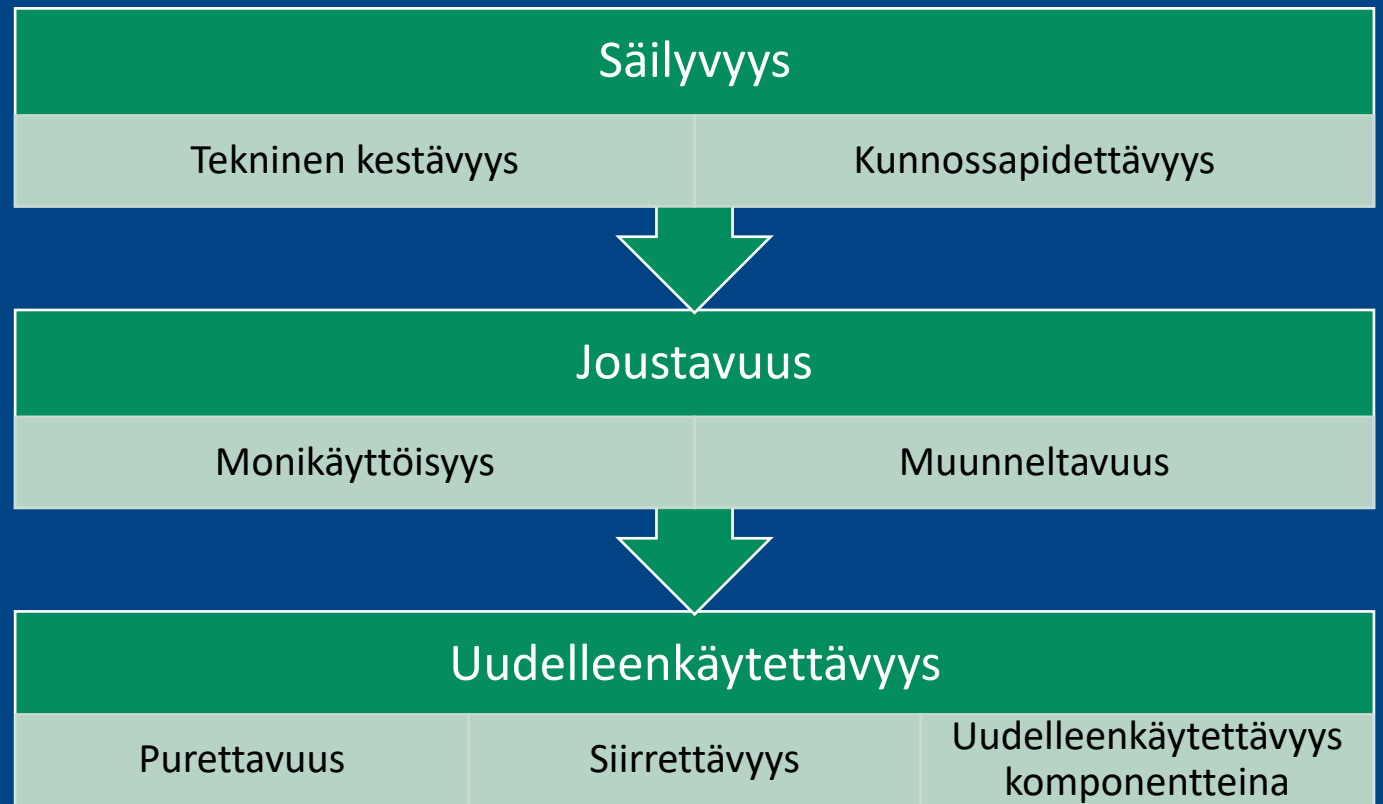 Säilyvyys
Tekninen kestävyys
Kunnossapidettävyys
Joustavuus
Monikäyttöisyys
Muunneltavuus
Uudelleenkäytettävyys
Purettavuus
Siirrettävyys
Uudelleenkäytettävyys
komponentteina